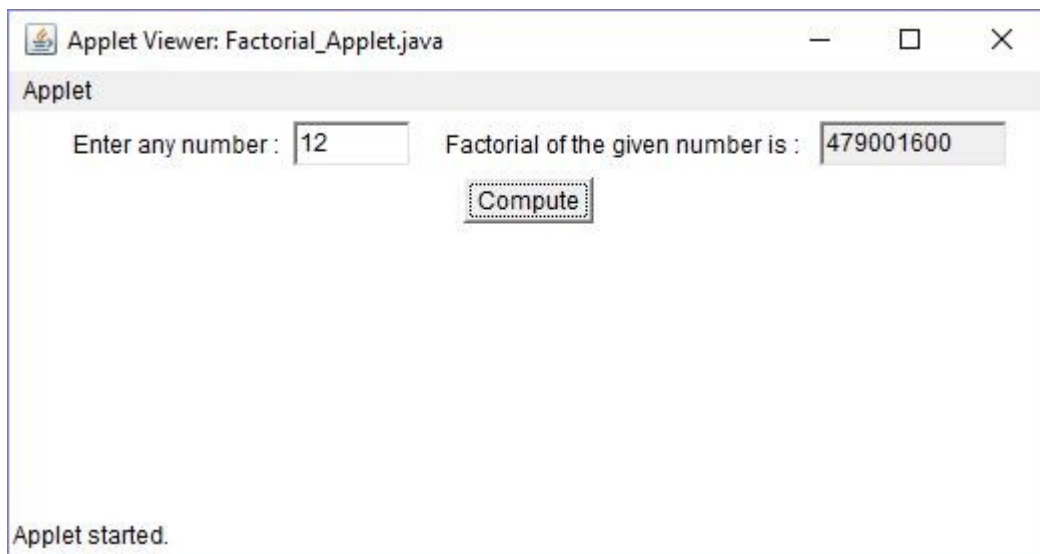 Applet Viewer: Factorial_Applet.java
Applet
Enter any number : 12 Factorial of the given number is : 479001600
Compute
Applet started.